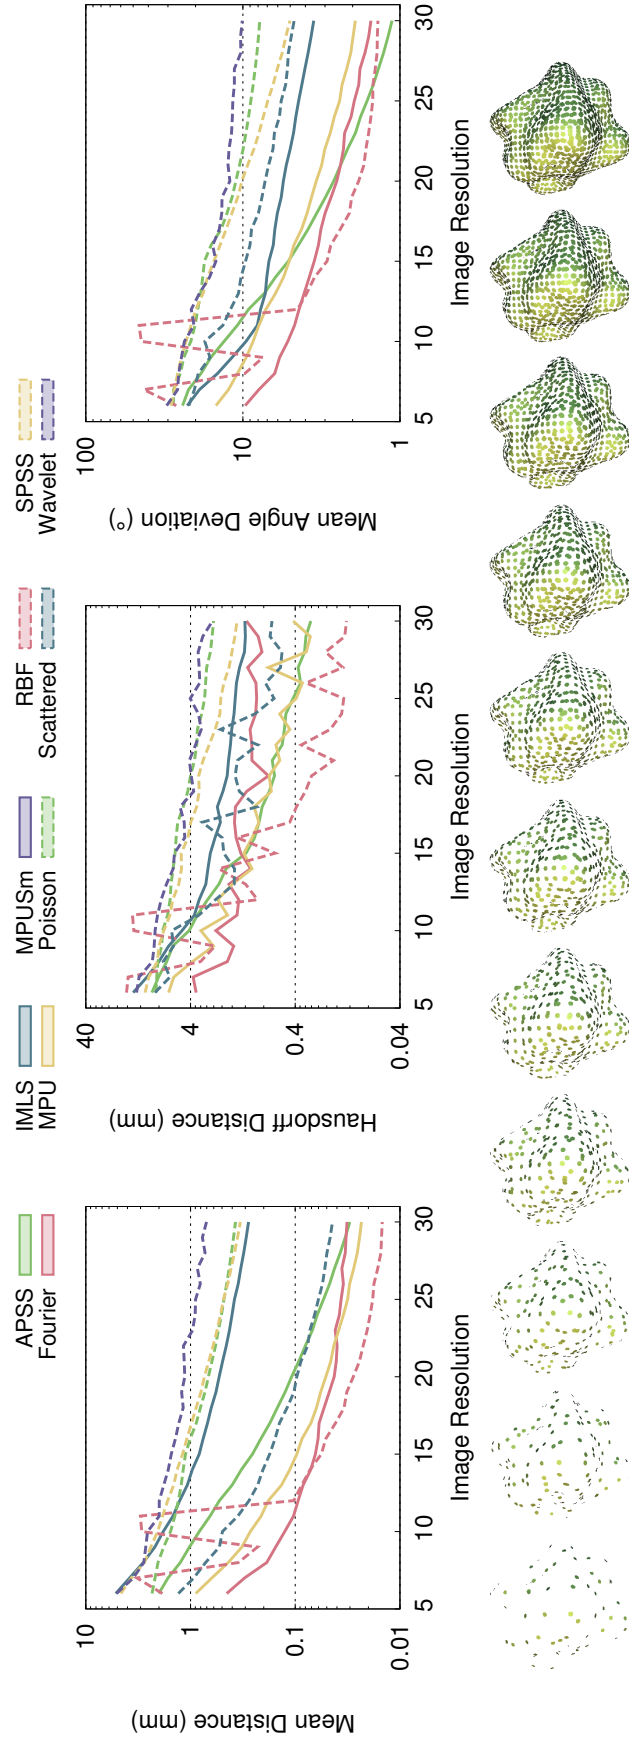 APSS IMLS MPUSm RBF SPSS
Fourier MPU Poisson Scattered Wavelet
Mean Distance (mm)
10
1
0.1
0.01
5 10 15 20 25 30
Image Resolution
Hausdorff Distance (mm)
40
4
0.4
0.04
5 10 15 20 25 30
Image Resolution
Mean Angle Deviation (°)
100
10
1
5 10 15 20 25 30
Image Resolution